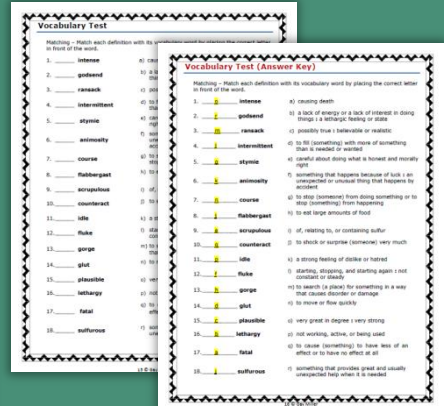 Vocabulary Test
Matching – Match each definition with its vocabulary word by placing the correct letter
in front of the word.
1. intense
2. godsend
3. ransack
4. intermittent
5. stymie
6. animosity
7. course
8. flabbergast
9. scrupulous
10. counteract
11. idle
12. fluke
13. gorge
14. glut
15. plausible
16. lethargy
17. fatal
18. sulfurous
Vocabulary Test (Answer Key)
Matching – Match each definition with its vocabulary word by placing the correct letter
in front of the word.
1. intense
2. godsend
3. ransack
4. intermittent
5. stymie
6. animosity
7. course
8. flabbergast
9. scrupulous
10. counteract
11. idle
12. fluke
13. gorge
14. glut
15. plausible
16. lethargy
17. fatal
18. sulfurous
a) causing death
b) a lack of energy or a lack of interest in doing
things : a lethargic feeling or state
c) possibly true : believable or realistic
d) to fill (something) with more of something
than is needed or wanted
e) careful about doing what is honest and morally
right
f) something that happens because of luck : an
unexpected or unusual thing that happens by
accident
g) to stop (someone) from doing something or to
stop (something) from happening
h) to eat large amounts of food
i) of, relating to, or containing sulfur
j) to shock or surprise (someone) very much
k) a strong feeling of dislike or hatred
l) starting, stopping, and starting again : not
constant or steady
m) to search (a place) for something in a way
that causes disorder or damage
n) to move or flow quickly
o) very great in degree : very strong
p) not working, active, or being used
q) to cause (something) to have less of an
effect or to have no effect at all
r) something that provides great and usually
unexpected help when it is needed